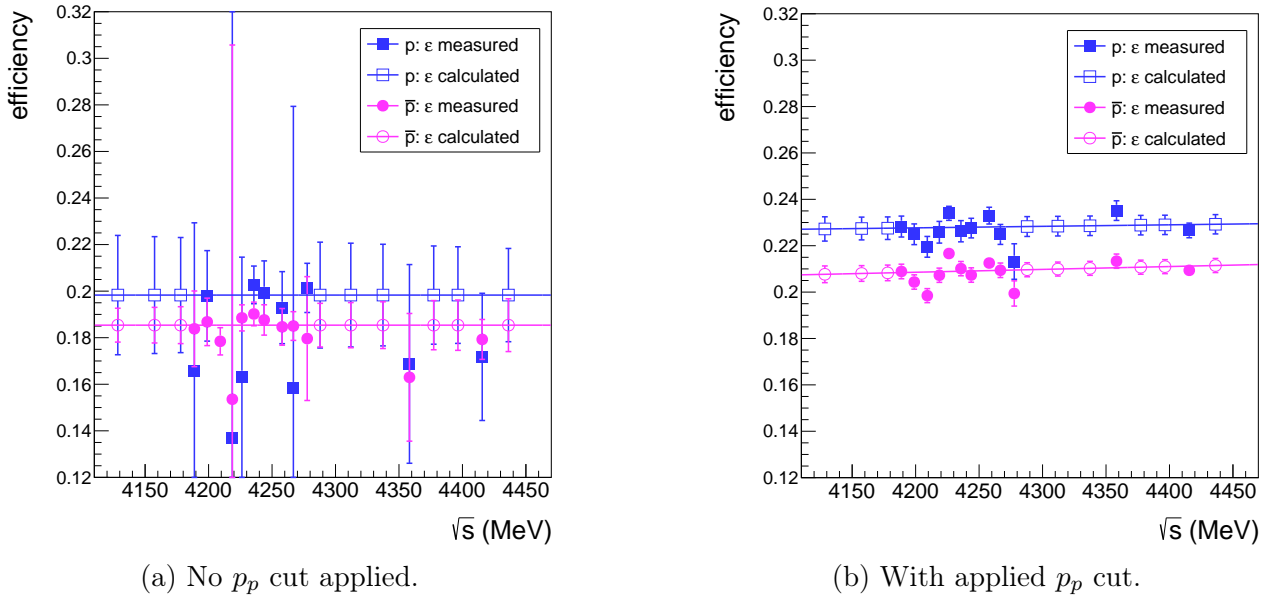 0.32
0.3
0.28
0.26
0.24
0.22
0.2
0.18
0.16
0.14
0.12
efficiency
p: ε measured
p: ε calculated
p̅: ε measured
p̅: ε calculated
4150 4200 4250 4300 4350 4400 4450
√s (MeV)
(a) No p_p cut applied.
0.32
0.3
0.28
0.26
0.24
0.22
0.2
0.18
0.16
0.14
0.12
efficiency
p: ε measured
p: ε calculated
p̅: ε measured
p̅: ε calculated
4150 4200 4250 4300 4350 4400 4450
√s (MeV)
(b) With applied p_p cut.